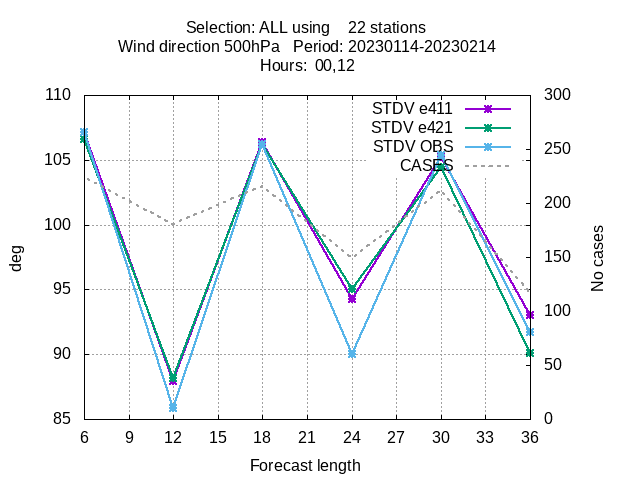 Selection: ALL using    22 stations
Wind direction 500hPa   Period: 20230114-20230214
Hours:  00,12
110
300
STDV e411
STDV e421
STDV OBS
CASES
105
250
100
200
95
150
90
100
50
85
0
deg
No cases
6 9 12 15 18 21 24 27 30 33 36
Forecast length